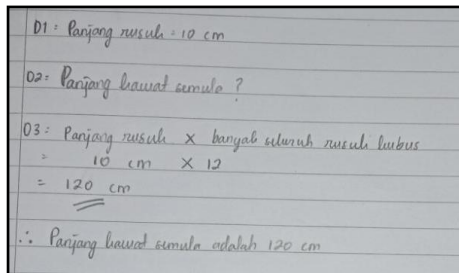 D1 : Panjang rusuk = 10 cm
D2 : Panjang kawat semula ?
D3 : Panjang rusuk x banyak seluruh rusuk kubus
= 10 cm x 12
= 120 cm
∴ Panjang kawat semula adalah 120 cm